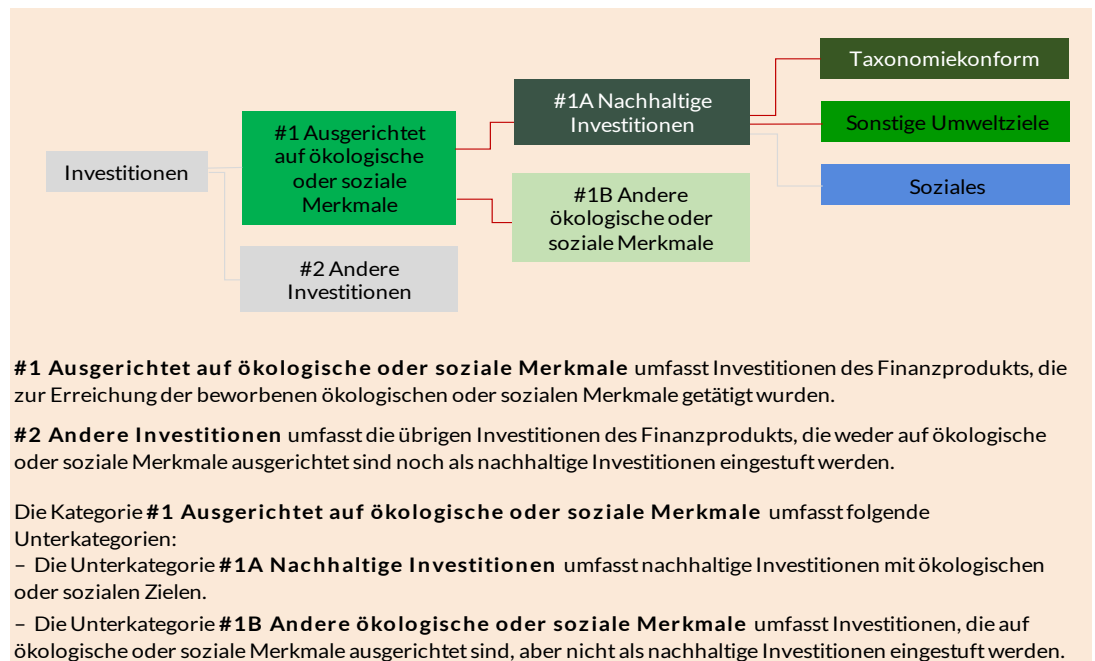 Taxonomiekonform
#1A Nachhaltige
Investitionen
Sonstige Umweltziele
#1 Ausgerichtet
auf ökologische
oder soziale
Merkmale
Investitionen
Soziales
#1B Andere
ökologische oder
soziale Merkmale
#2 Andere
Investitionen
#1 Ausgerichtet auf ökologische oder soziale Merkmale umfasst Investitionen des Finanzprodukts, die
zur Erreichung der beworbenen ökologischen oder sozialen Merkmale getätigt wurden.
#2 Andere Investitionen umfasst die übrigen Investitionen des Finanzprodukts, die weder auf ökologische
oder soziale Merkmale ausgerichtet sind noch als nachhaltige Investitionen eingestuft werden.
Die Kategorie #1 Ausgerichtet auf ökologische oder soziale Merkmale umfasst folgende
Unterkategorien:
– Die Unterkategorie #1A Nachhaltige Investitionen umfasst nachhaltige Investitionen mit ökologischen
oder sozialen Zielen.
– Die Unterkategorie #1B Andere ökologische oder soziale Merkmale umfasst Investitionen, die auf
ökologische oder soziale Merkmale ausgerichtet sind, aber nicht als nachhaltige Investitionen eingestuft werden.